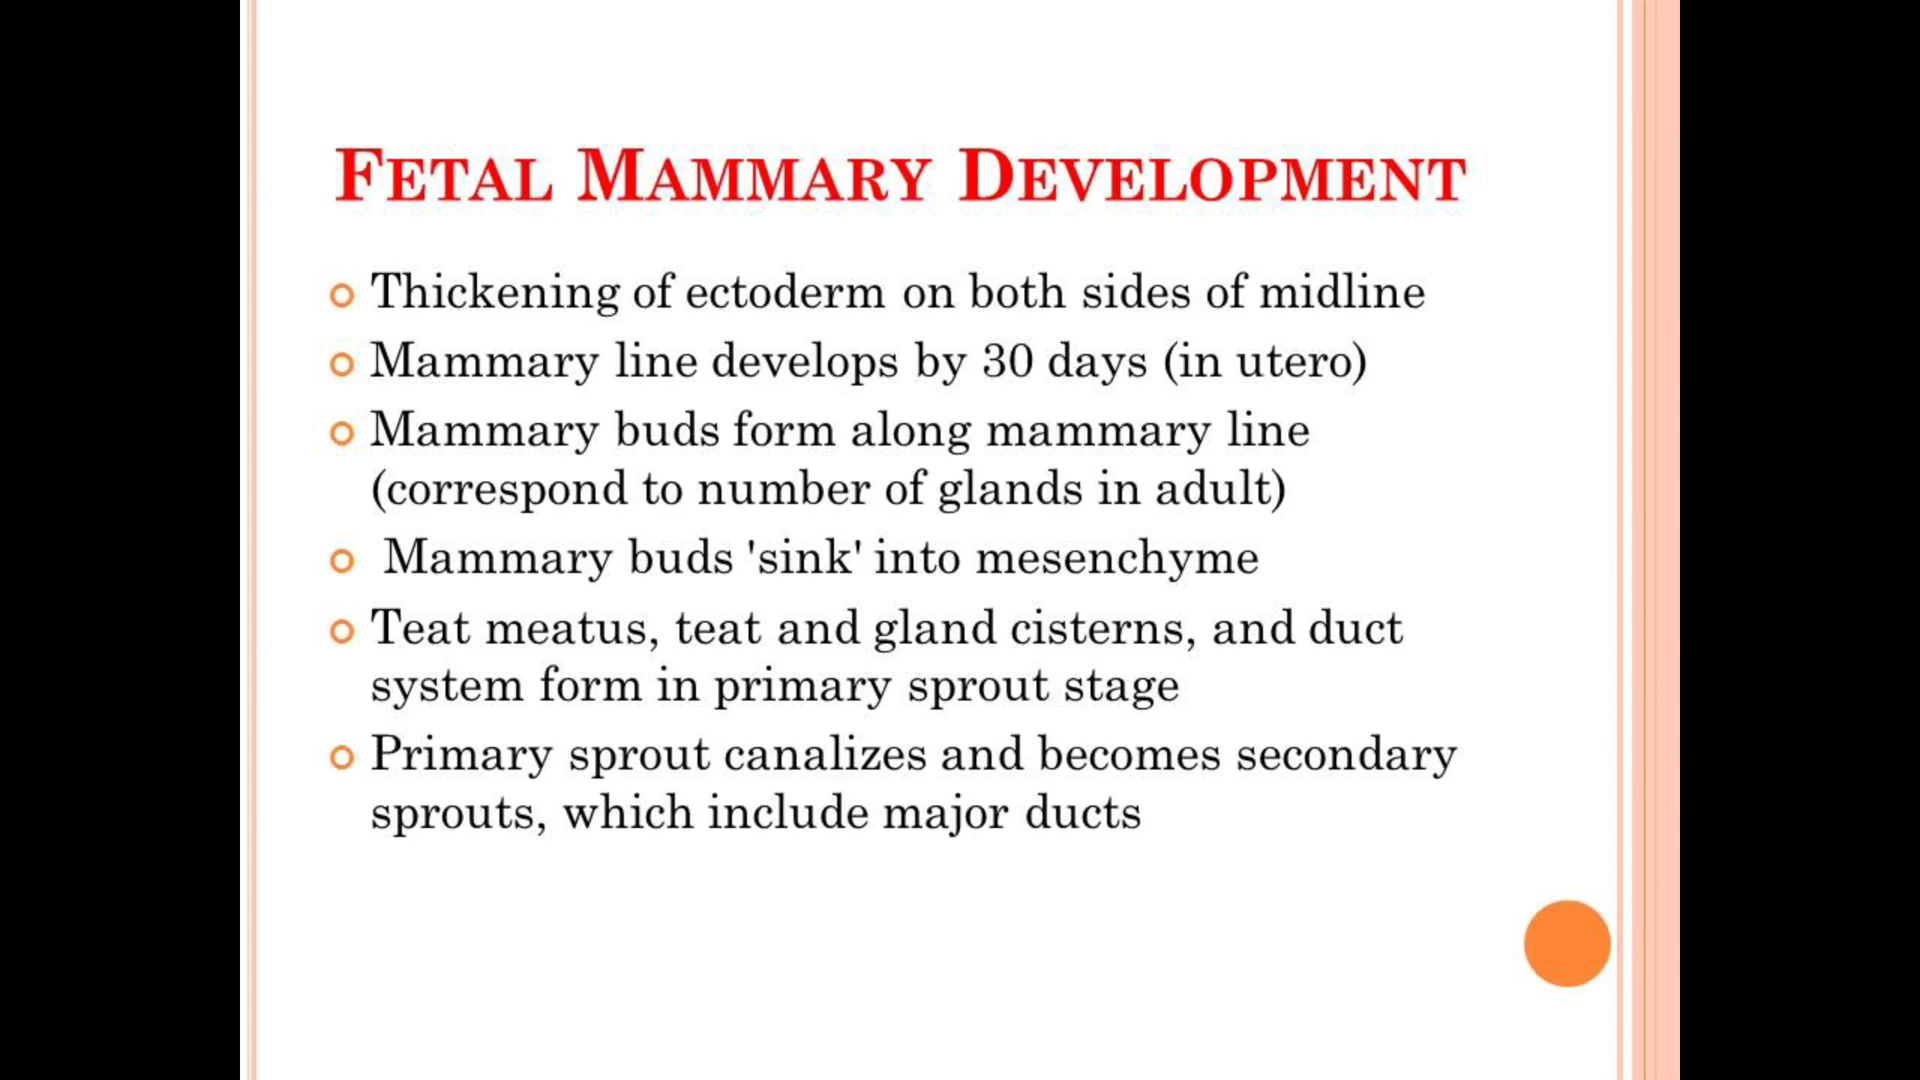 FETAL MAMMARY DEVELOPMENT
Thickening of ectoderm on both sides of midline
Mammary line develops by 30 days (in utero)
Mammary buds form along mammary line
(correspond to number of glands in adult)
Mammary buds 'sink' into mesenchyme
Teat meatus, teat and gland cisterns, and duct
system form in primary sprout stage
Primary sprout canalizes and becomes secondary
sprouts, which include major ducts